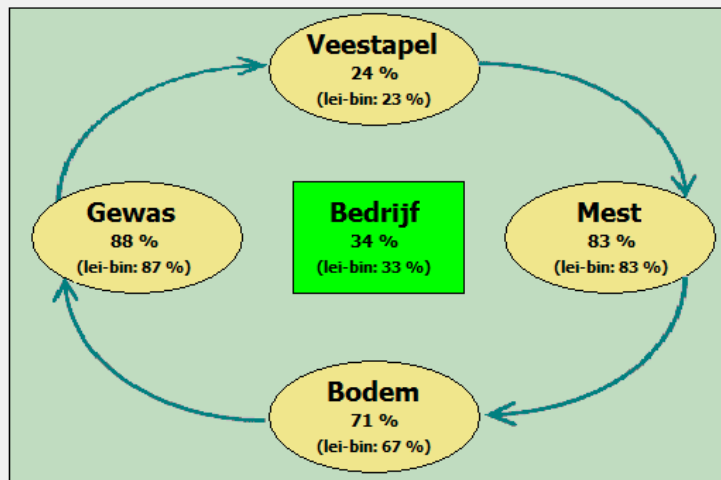 Veestapel
24 %
(lei-bin: 23 %)
Gewas
88 %
(lei-bin: 87 %)
Bedrijf
34 %
(lei-bin: 33 %)
Mest
83 %
(lei-bin: 83 %)
Bodem
71 %
(lei-bin: 67 %)